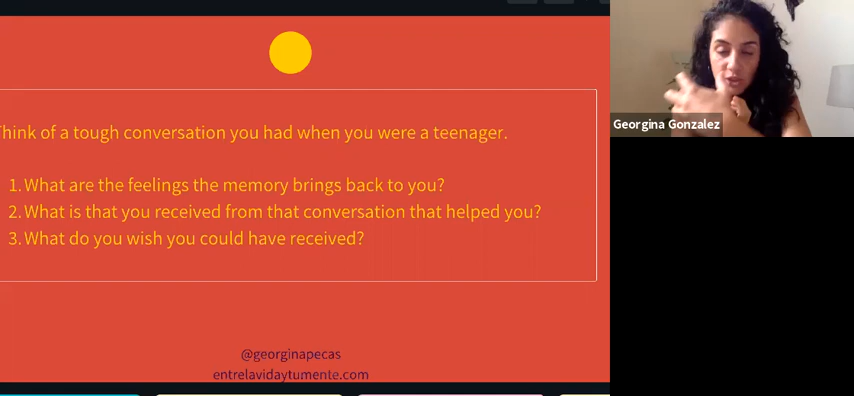 Think of a tough conversation you had when you were a teenager.
1. What are the feelings the memory brings back to you?
2. What is that you received from that conversation that helped you?
3. What do you wish you could have received?
@georginapecas
entrelavidaytumente.com
Georgina Gonzalez